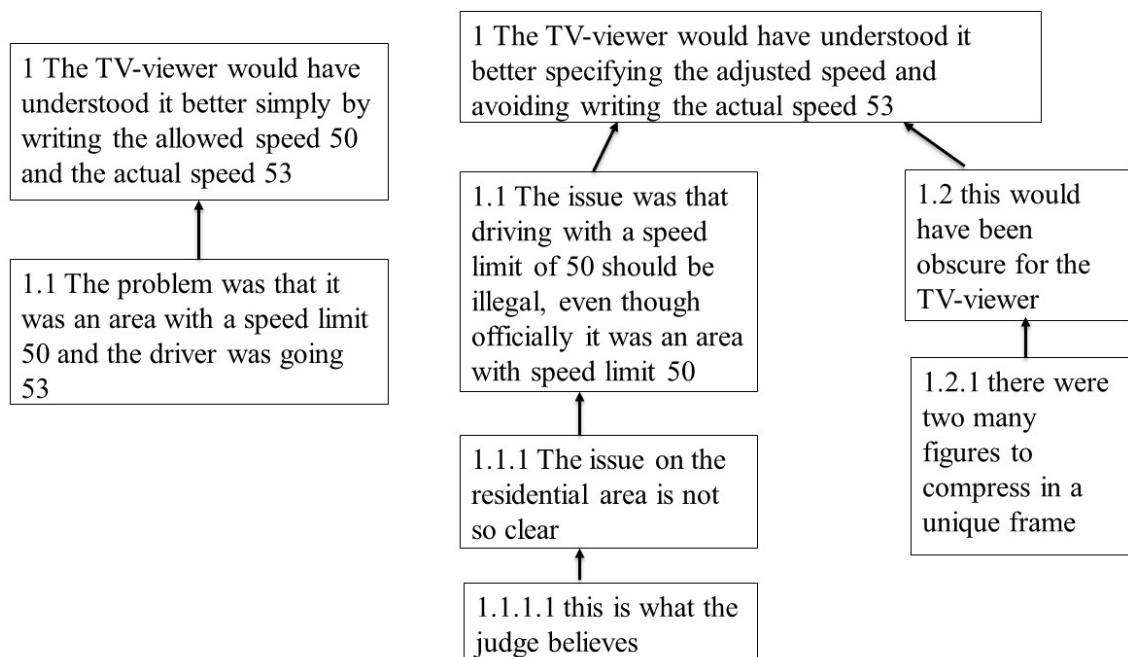 1 The TV-viewer would have
understood it better simply by
writing the allowed speed 50
and the actual speed 53
1.1 The problem was that it
was an area with a speed limit
50 and the driver was going
53
1 The TV-viewer would have understood it
better specifying the adjusted speed and
avoiding writing the actual speed 53
1.1 The issue was that
driving with a speed
limit of 50 should be
illegal, even though
officially it was an area
with speed limit 50
1.1.1 The issue on the
residential area is not
so clear
1.1.1.1 this is what the
judge believes
1.2 this would
have been
obscure for the
TV-viewer
1.2.1 there were
two many
figures to
compress in a
unique frame